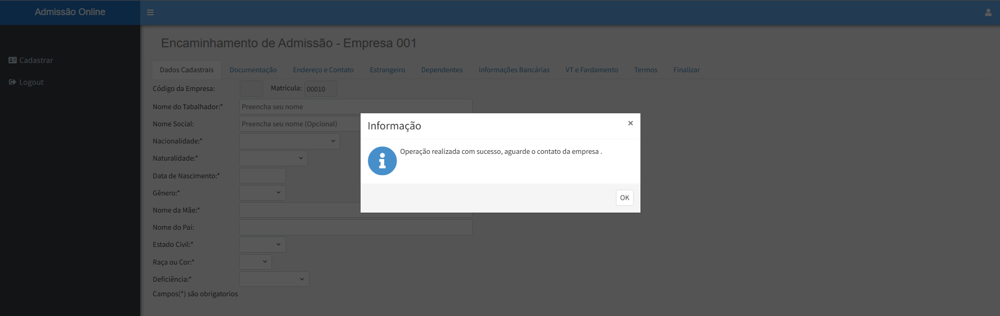 Admissão Online
Cadastrar
Logout
Encaminhamento de Admissão - Empresa 001
Dados Cadastrais Documentação Endereço e Contato Estrangeiro Dependentes Informações Bancárias VT e Fardamento Termos Finalizar
Código da Empresa: Matricula: 00010
Nome do Tabalhador:* Preencha seu nome
Nome Social: Preencha seu nome (Opcional)
Nacionalidade:*
Naturalidade:*
Data de Nascimento:*
Gênero:*
Nome da Mãe:*
Nome do Pai:
Estado Civil:*
Raça ou Cor:*
Deficiência:*
Campos(*) são obrigatorios
Informação ×
Operação realizada com sucesso, aguarde o contato da empresa .
OK